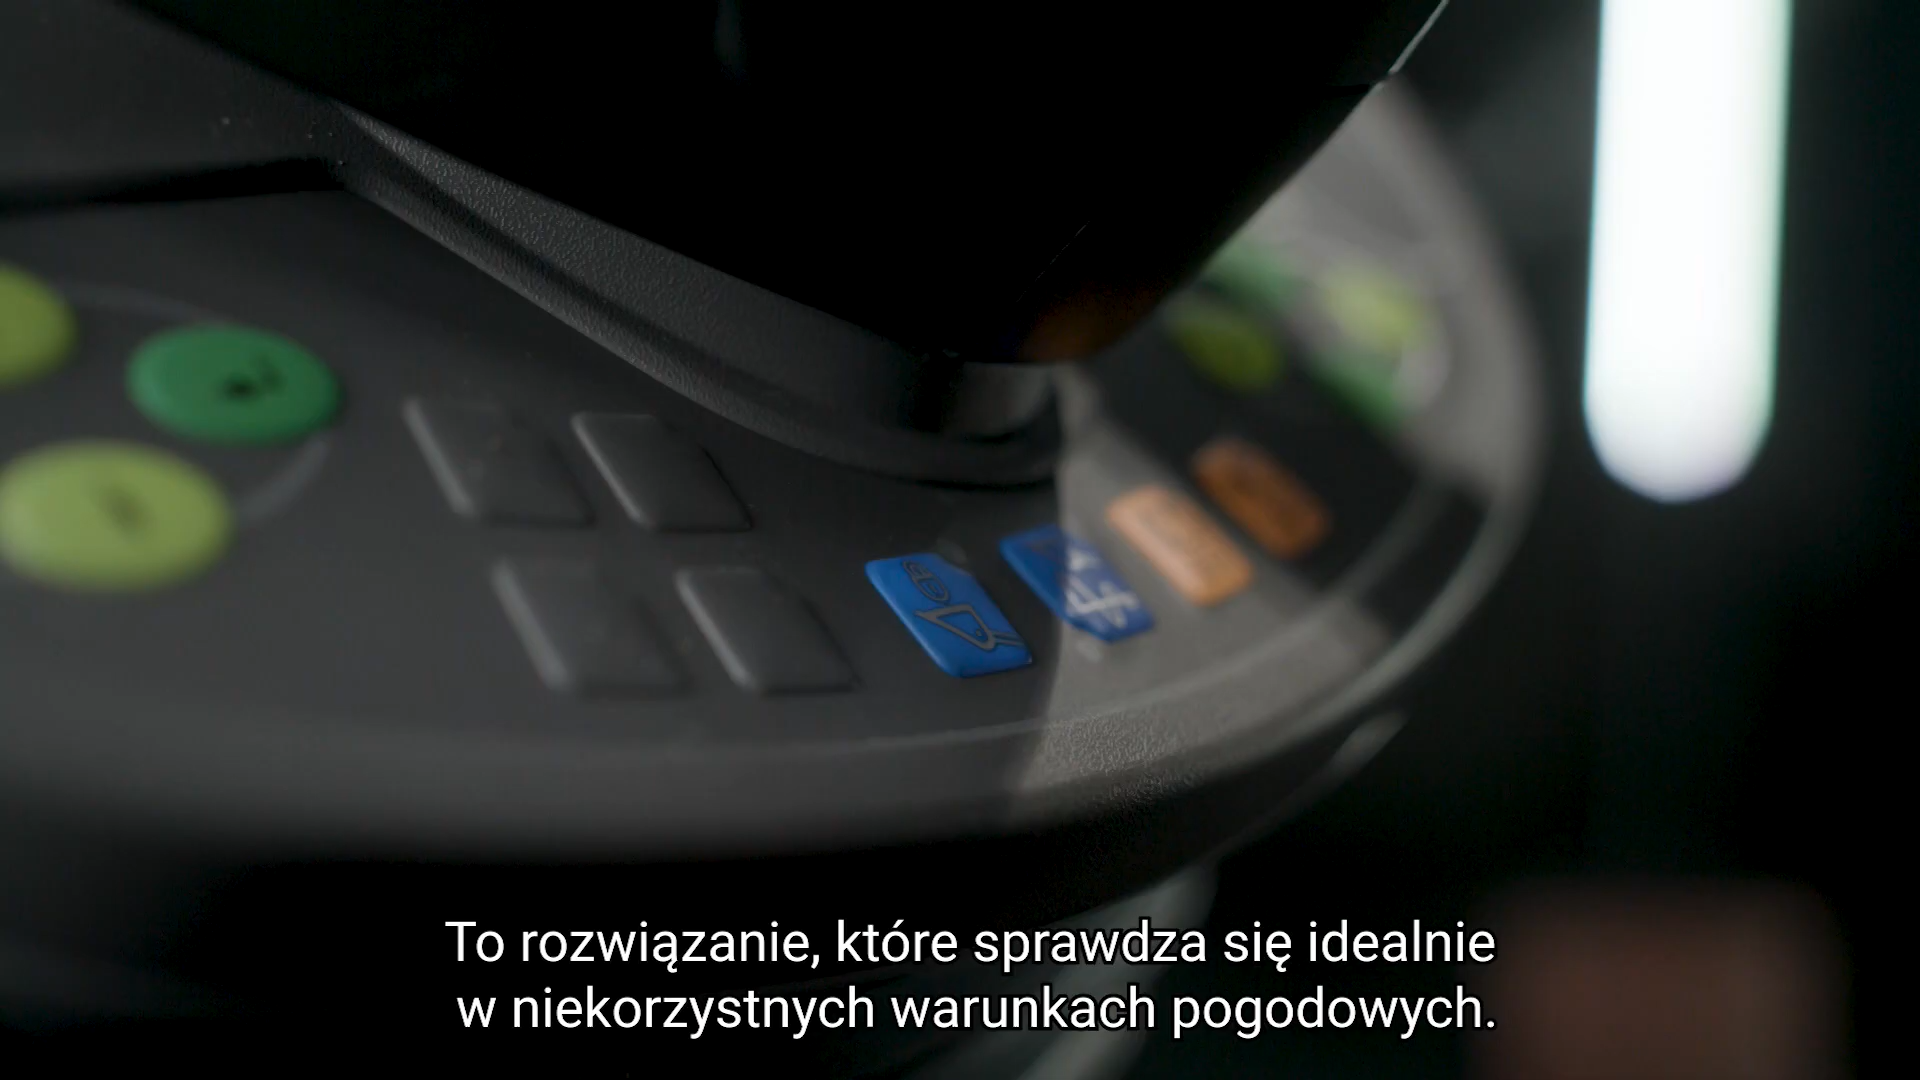 To rozwiązanie, które sprawdza się idealnie
w niekorzystnych warunkach pogodowych.